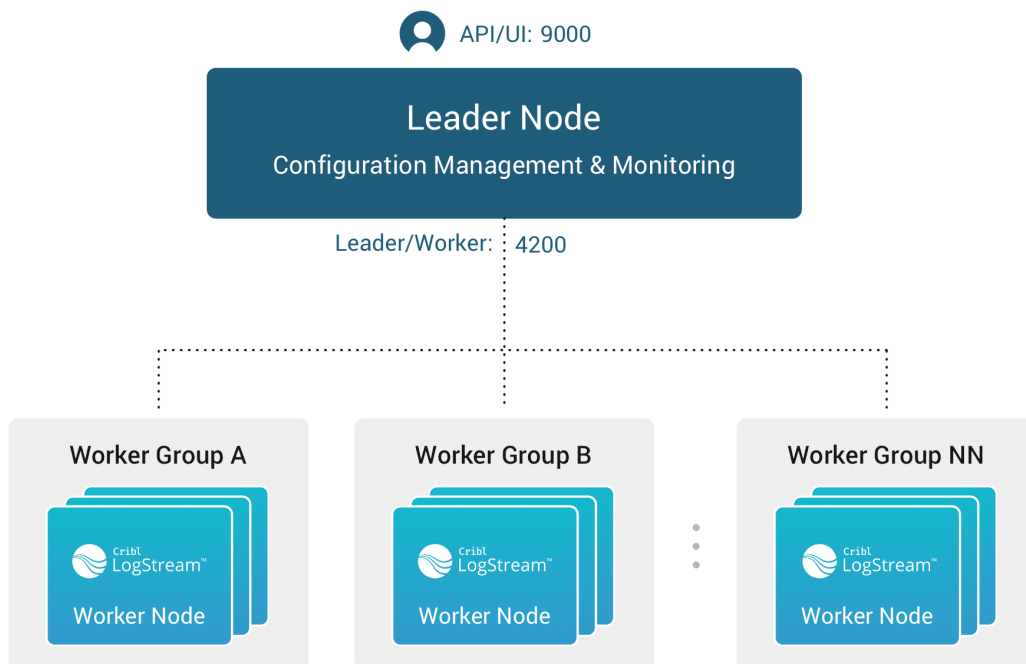 API/UI: 9000
Leader Node
Configuration Management & Monitoring
Leader/Worker: 4200
Worker Group A
Cribl
LogStream™
Worker Node
Worker Group B
Cribl
LogStream™
Worker Node
Worker Group NN
Cribl
LogStream™
Worker Node